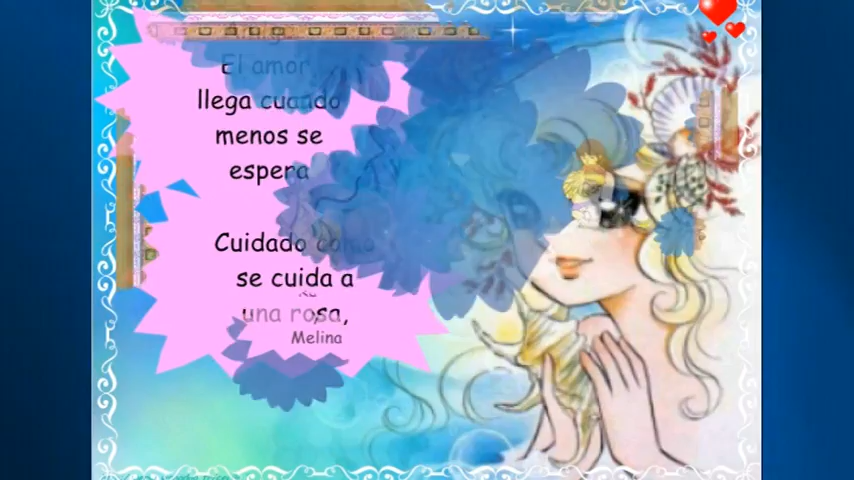 El amor
llega cuando
menos se
espera
Cuidado como
se cuida a
una rosa,
Melina